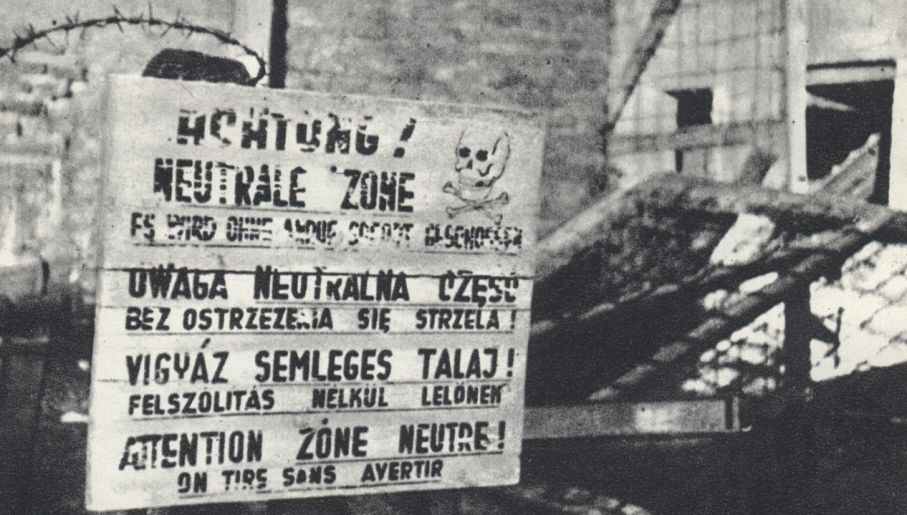 ACHTUNG!
NEUTRALE ZONE
ES WIRD OHNE ANRUF SOFORT GESCHOSSEN
UWAGA NEUTRALNA CZĘŚĆ
BEZ OSTRZEZENIA SIĘ STRZELA!
VIGYÁZ SEMLEGES TALAJ!
FELSZÓLITÁS NÉLKÜL LELÖNEK
ATTENTION ZÓNE NEUTRE!
ON TIRE SANS AVERTIR